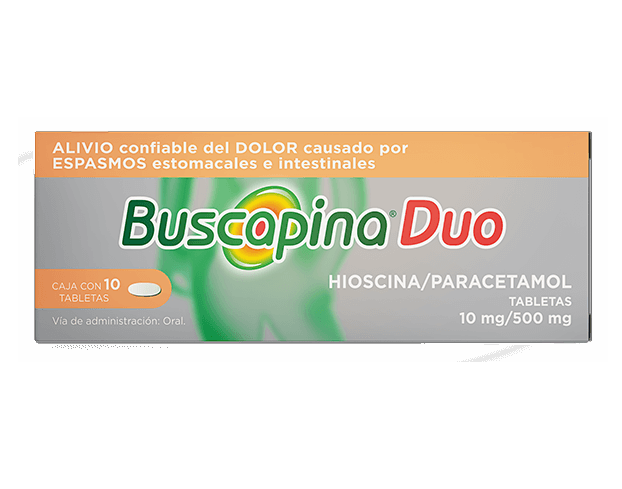 ALIVIO confiable del DOLOR causado por
ESPASMOS estomacales e intestinales
Buscapina® Duo
HIOSCINA/PARACETAMOL
TABLETAS
10 mg/500 mg
CAJA CON 10
TABLETAS
Vía de administración: Oral.